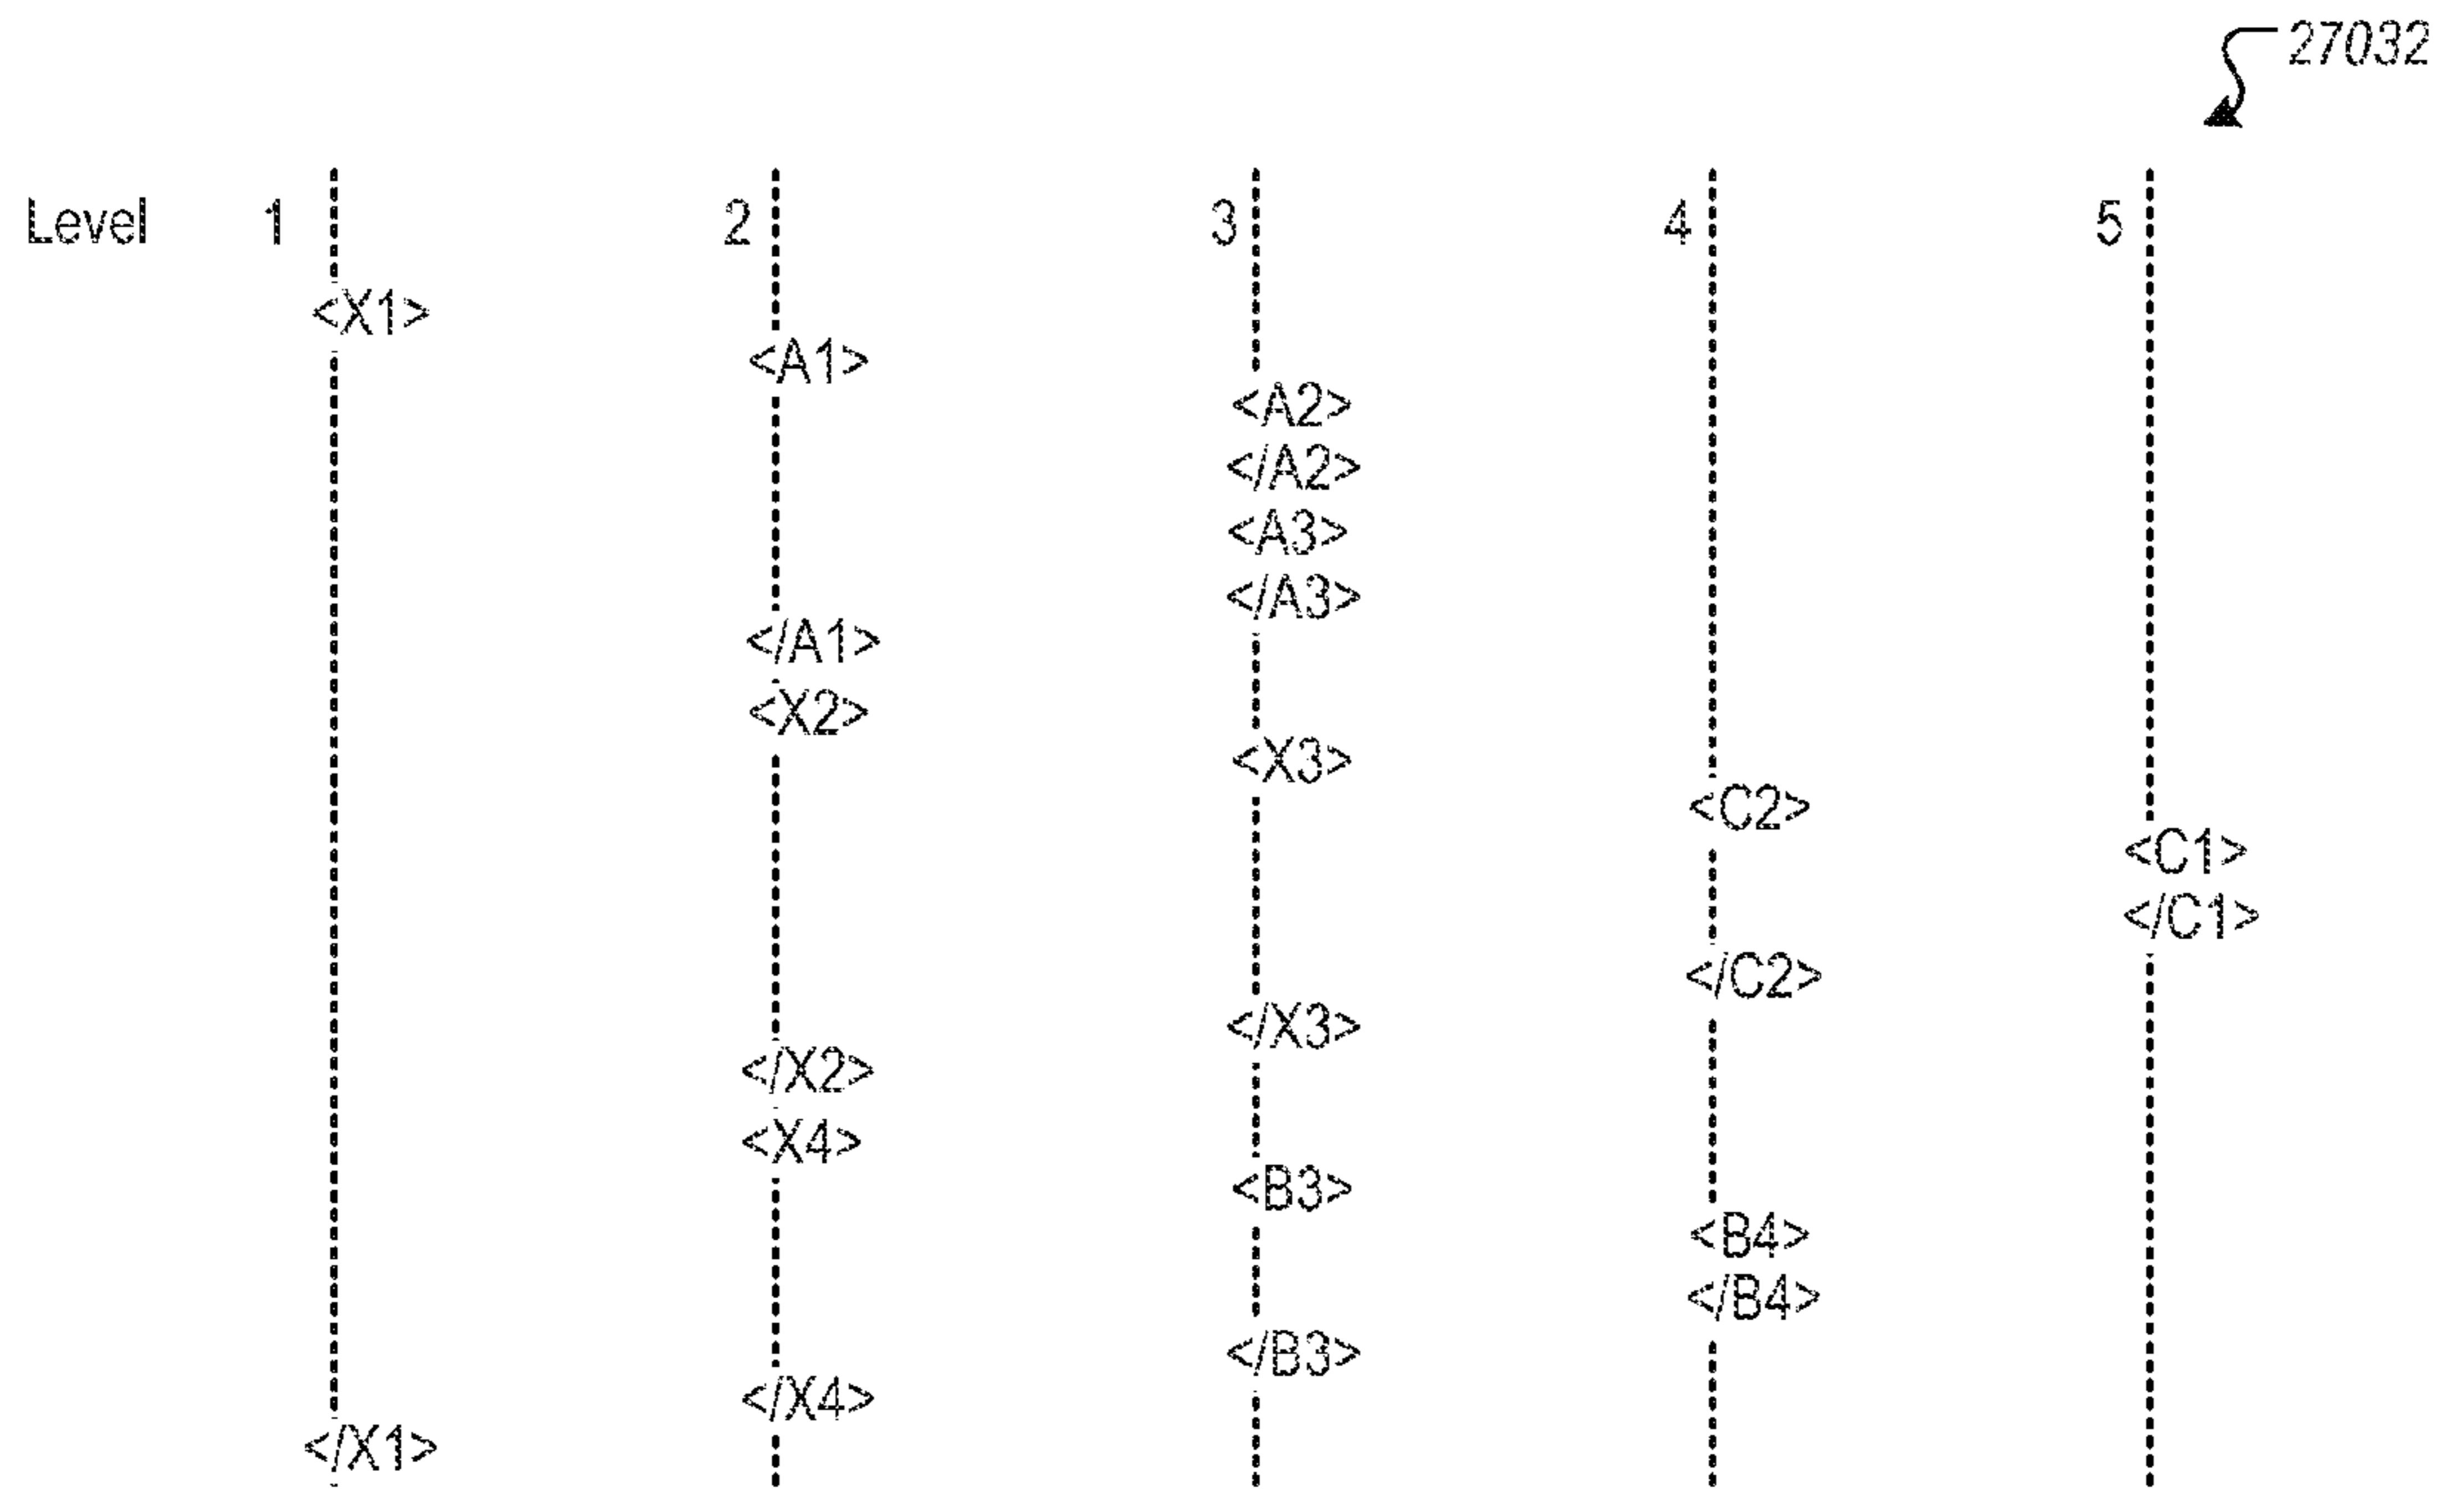 27032
Level 1 2 3 4 5
<X1>
<A1>
<A2>
</A2>
<A3>
</A3>
</A1>
<X2>
<X3>
<C2>
<C1>
</C1>
</C2>
</X3>
</X2>
<X4>
<B3>
<B4>
</B4>
</B3>
</X4>
</X1>